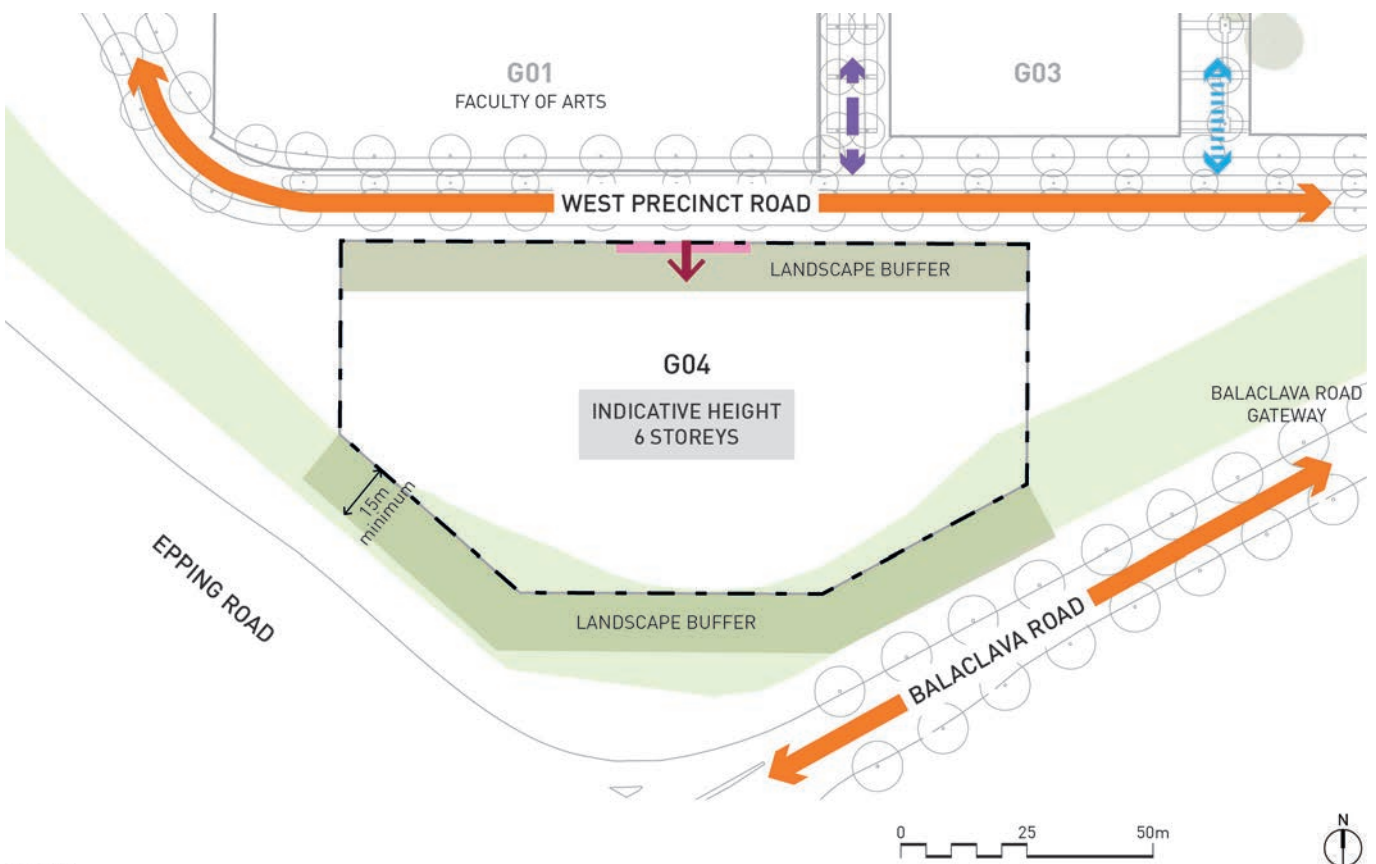 G01
FACULTY OF ARTS
G03
WEST PRECINCT ROAD
LANDSCAPE BUFFER
G04
INDICATIVE HEIGHT
6 STOREYS
BALACLAVA ROAD
GATEWAY
15m
minimum
EPPING ROAD
LANDSCAPE BUFFER
BALACLAVA ROAD
0 25 50m
N